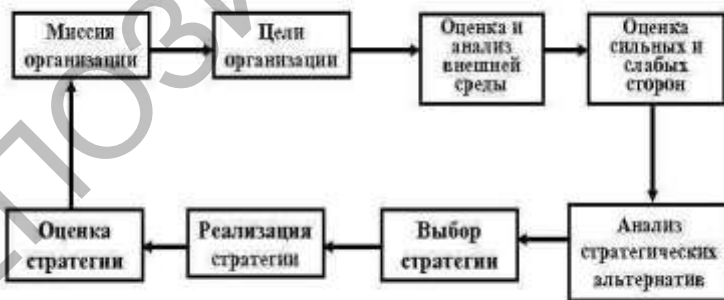 Миссия
организации
Цели
организации
Оценка и
анализ
внешней
среды
Оценка
сильных и
слабых
сторон
Анализ
стратегических
альтернатив
Выбор
стратегии
Реализация
стратегии
Оценка
стратегии